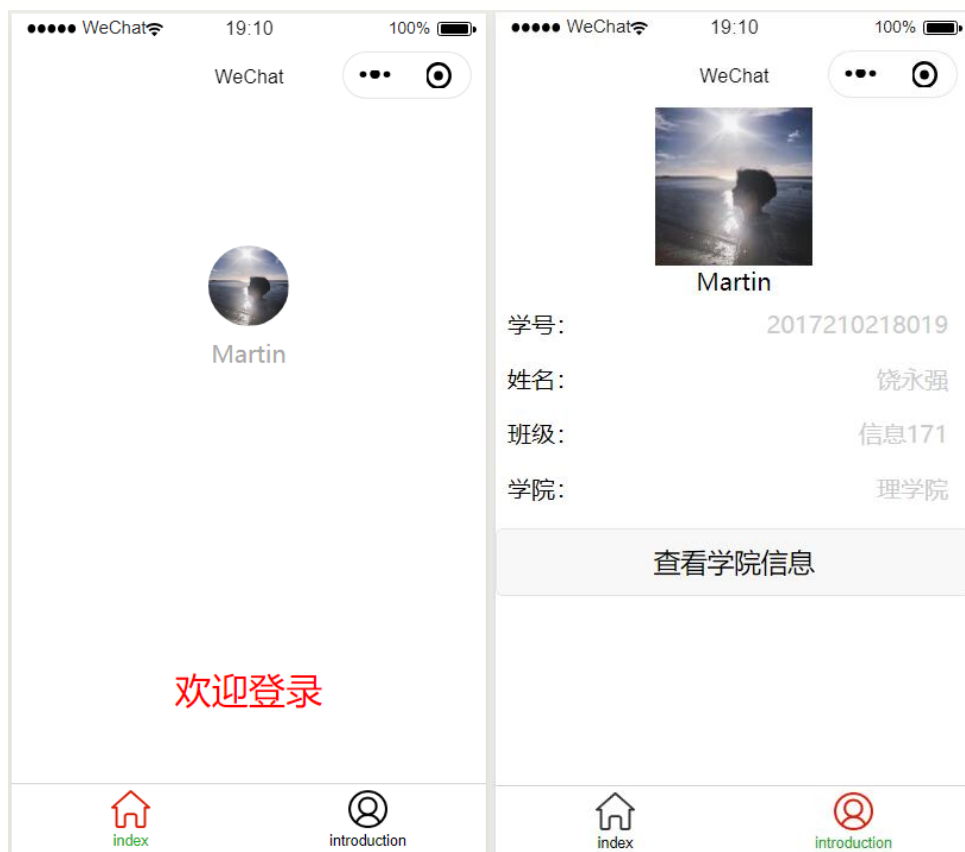 WeChat 19:10 100%
WeChat
Martin
欢迎登录
index introduction
WeChat 19:10 100%
WeChat
Martin
学号： 2017210218019
姓名： 饶永强
班级： 信息171
学院： 理学院
查看学院信息
index introduction